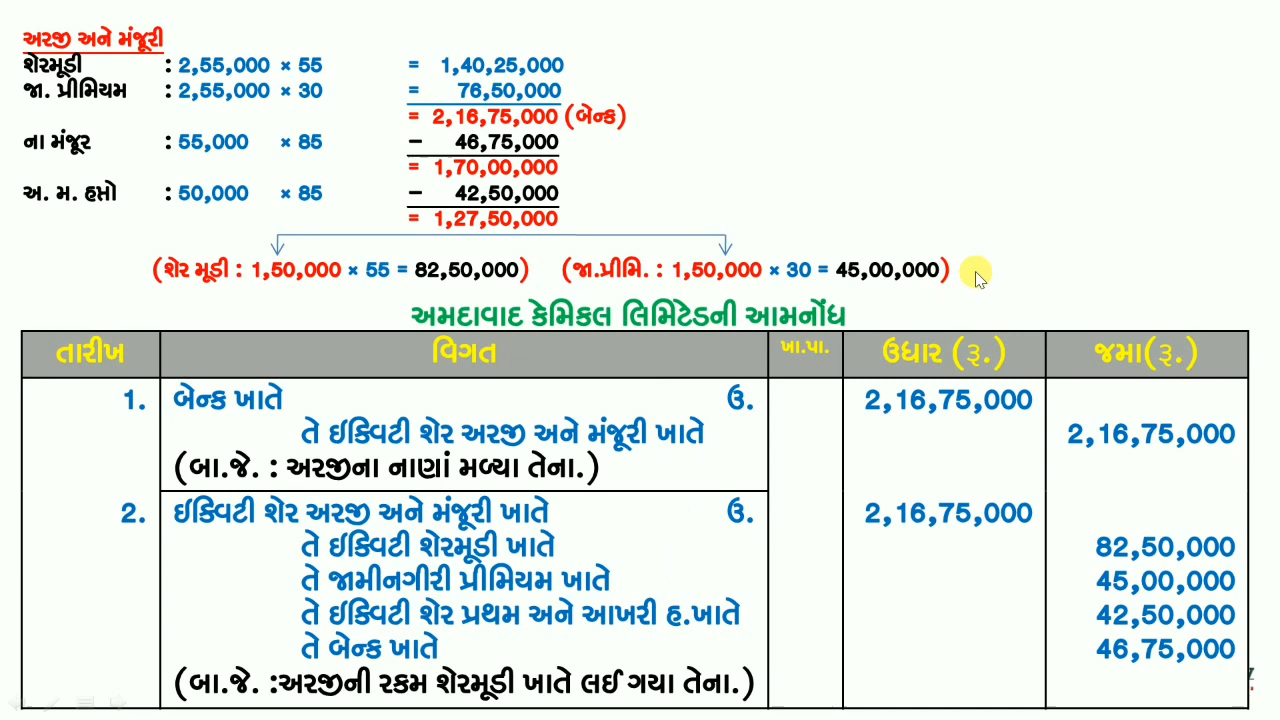 અરજી અને મંજૂરી
શેરમૂડી : 2,55,000 × 55 = 1,40,25,000
જા. પ્રીમિયમ : 2,55,000 × 30 = 76,50,000
= 2,16,75,000 (બેન્ક)
ના મંજૂર : 55,000 × 85 – 46,75,000
= 1,70,00,000
અ. મ. હપ્તો : 50,000 × 85 – 42,50,000
= 1,27,50,000
(શેર મૂડી : 1,50,000 × 55 = 82,50,000) (જા.પ્રીમિ. : 1,50,000 × 30 = 45,00,000)
અમદાવાદ કેમિકલ લિમિટેડની આમનોંધ
તારીખ વિગત ખા.પા. ઉધાર (રૂ.) જમા(રૂ.)
1. બેન્ક ખાતે ઉ. 2,16,75,000
તે ઈક્વિટી શેર અરજી અને મંજૂરી ખાતે 2,16,75,000
(બા.જે. : અરજીના નાણાં મળ્યા તેના.)
2. ઈક્વિટી શેર અરજી અને મંજૂરી ખાતે ઉ. 2,16,75,000
તે ઈક્વિટી શેરમૂડી ખાતે 82,50,000
તે જામીનગીરી પ્રીમિયમ ખાતે 45,00,000
તે ઈક્વિટી શેર પ્રથમ અને આખરી હ.ખાતે 42,50,000
તે બેન્ક ખાતે 46,75,000
(બા.જે. :અરજીની રકમ શેરમૂડી ખાતે લઈ ગયા તેના.)